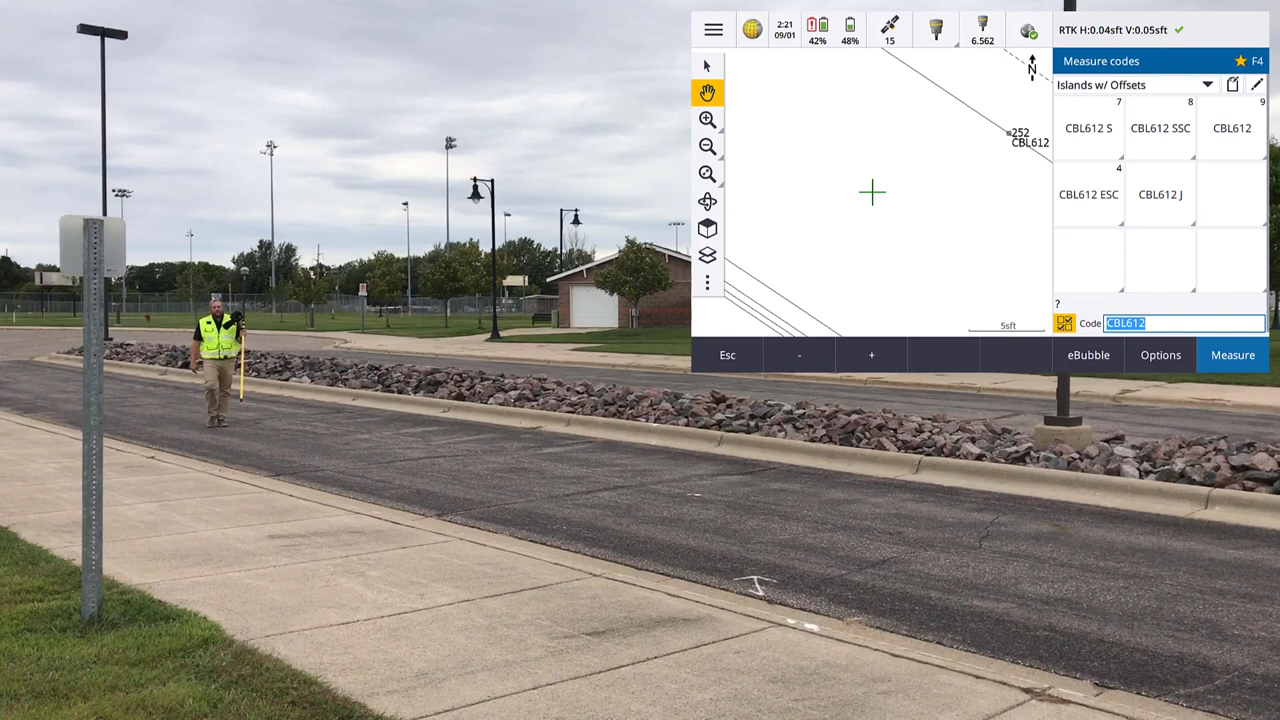 2:21
09/01
42%
48%
15
6.562
RTK H:0.04sft V:0.05sft
Measure codes
F4
Islands w/ Offsets
7
8
9
CBL612 S
CBL612 SSC
CBL612
4
CBL612 ESC
CBL612 J
N
252
CBL612
5sft
?
Code
CBL612
Esc
-
+
eBubble
Options
Measure